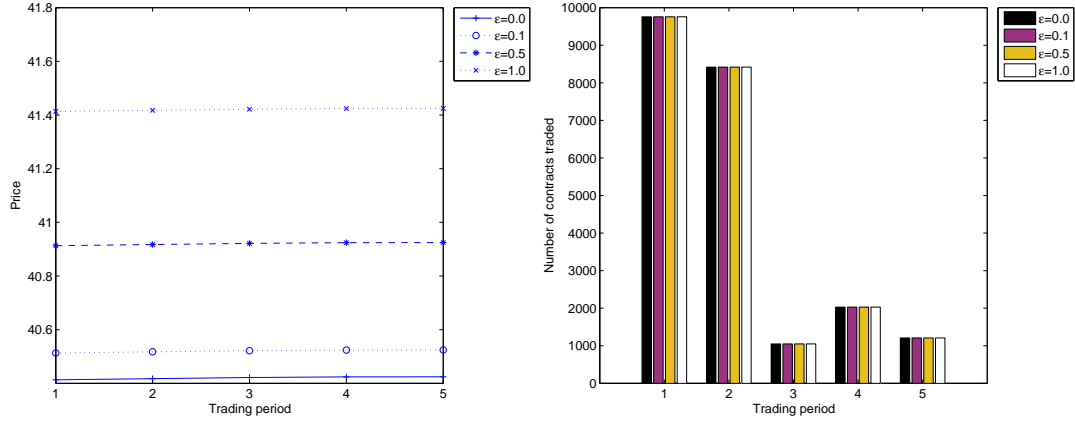 41.8
41.6
41.4
41.2
41
40.8
40.6
Price
1 2 3 4 5
Trading period
ε=0.0
ε=0.1
ε=0.5
ε=1.0
10000
9000
8000
7000
6000
5000
4000
3000
2000
1000
0
Number of contracts traded
1 2 3 4 5
Trading period
ε=0.0
ε=0.1
ε=0.5
ε=1.0